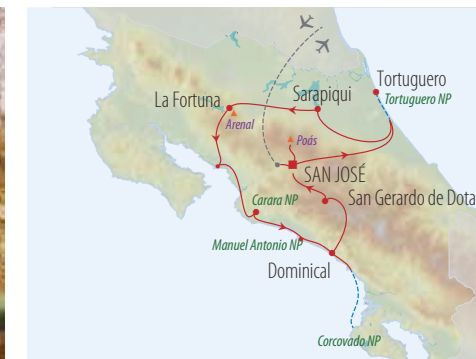 Tortuguero
Tortuguero NP
Sarapiqui
La Fortuna
Arenal
Poás
SAN JOSÉ
San Gerardo de Dota
Carara NP
Manuel Antonio NP
Dominical
Corcovado NP